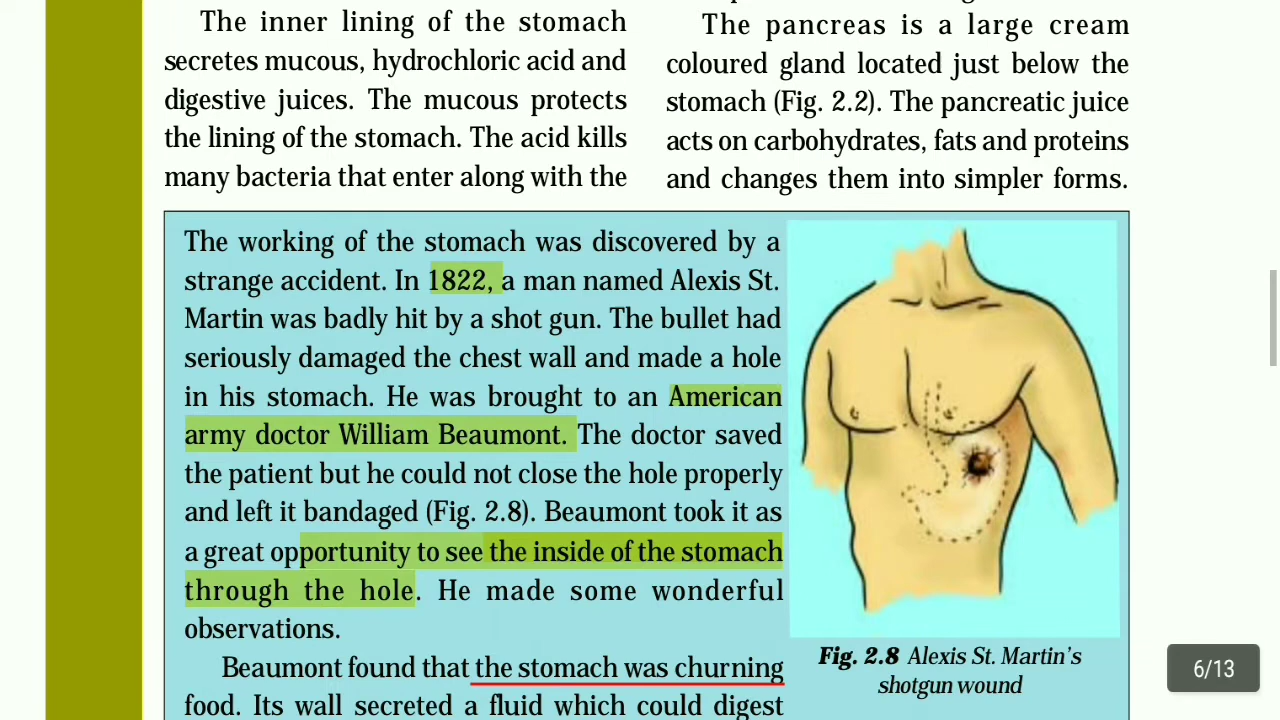 The inner lining of the stomach
secretes mucous, hydrochloric acid and
digestive juices. The mucous protects
the lining of the stomach. The acid kills
many bacteria that enter along with the
The pancreas is a large cream
coloured gland located just below the
stomach (Fig. 2.2). The pancreatic juice
acts on carbohydrates, fats and proteins
and changes them into simpler forms.
The working of the stomach was discovered by a
strange accident. In 1822, a man named Alexis St.
Martin was badly hit by a shot gun. The bullet had
seriously damaged the chest wall and made a hole
in his stomach. He was brought to an American
army doctor William Beaumont. The doctor saved
the patient but he could not close the hole properly
and left it bandaged (Fig. 2.8). Beaumont took it as
a great opportunity to see the inside of the stomach
through the hole. He made some wonderful
observations.
Beaumont found that the stomach was churning
food. Its wall secreted a fluid which could digest
Fig. 2.8 Alexis St. Martin's
shotgun wound
6/13